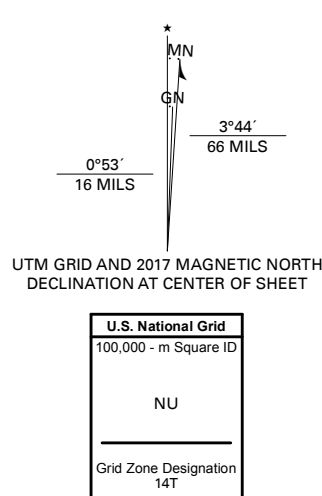 ★
MN
GN
3°44´
66 MILS
0°53´
16 MILS
UTM GRID AND 2017 MAGNETIC NORTH
DECLINATION AT CENTER OF SHEET
U.S. National Grid
100,000 - m Square ID
NU
Grid Zone Designation
14T